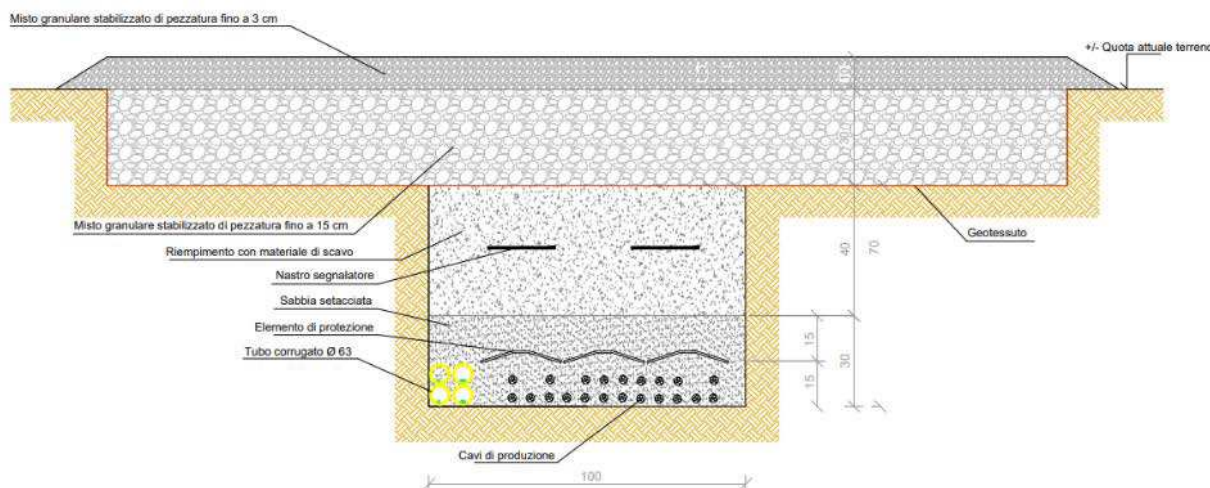 Misto granulare stabilizzato di pezzatura fino a 3 cm
+/- Quota attuale terreno
30
Misto granulare stabilizzato di pezzatura fino a 15 cm
Geotessuto
Riempimento con materiale di scavo
40
70
Nastro segnalatore
Sabbia setacciata
Elemento di protezione
15
Tubo corrugato Ø 63
30
15
Cavi di produzione
100